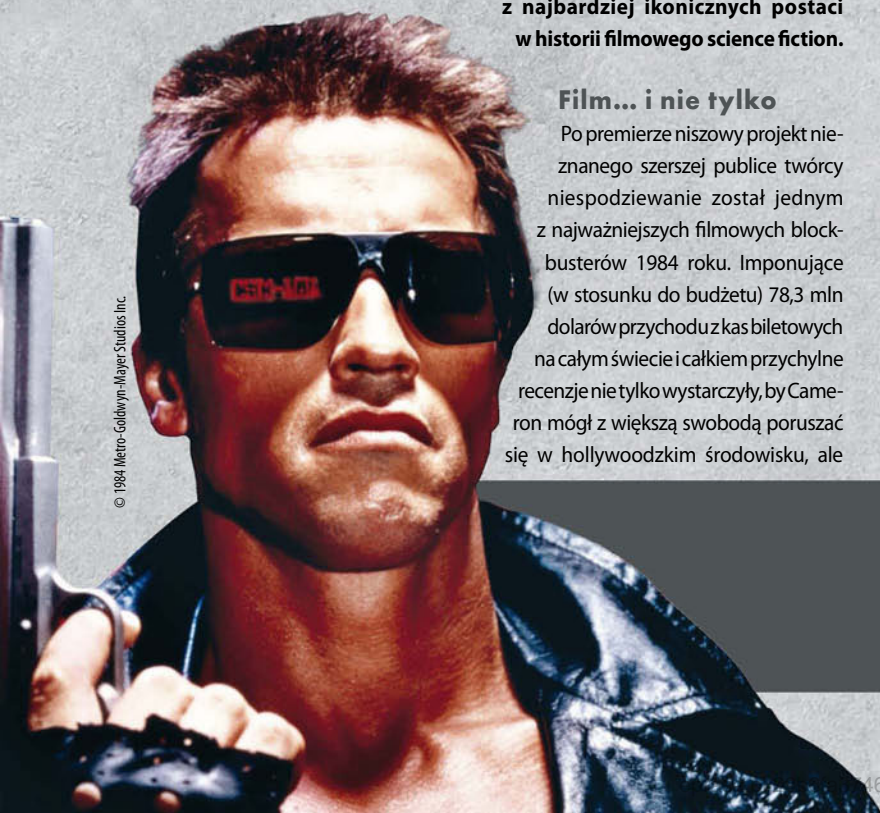 z najbardziej ikonicznych postaci
w historii filmowego science fiction.
Film... i nie tylko
Po premierze niszowy projekt nie-
znanego szerszej publice twórcy
niespodziewanie został jednym
z najważniejszych filmowych block-
busterów 1984 roku. Imponujące
(w stosunku do budżetu) 78,3 mln
dolarów przychodu z kas biletowych
na całym świecie i całkiem przychylne
recenzje nie tylko wystarczyły, by Came-
ron mógł z większą swobodą poruszać
się w hollywoodzkim środowisku, ale
© 1984 Metro-Goldwyn-Mayer Studios Inc.